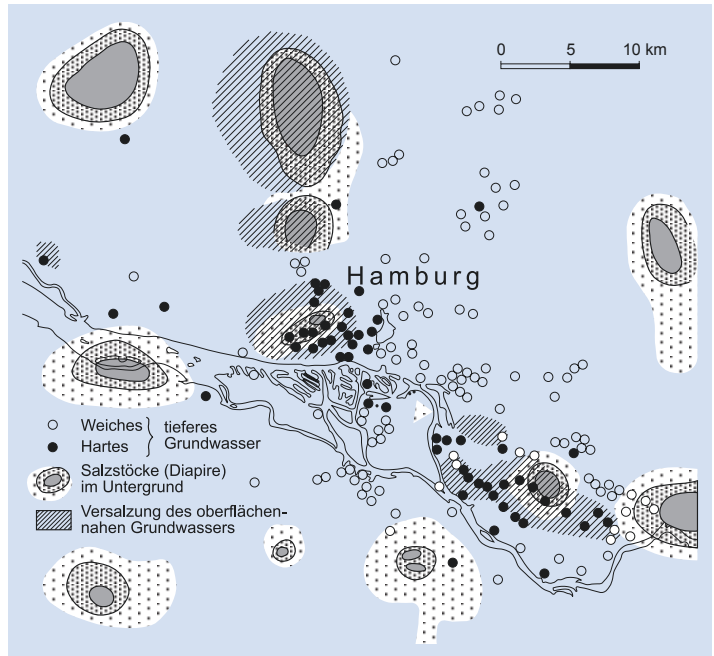 0 5 10 km
Hamburg
Weiches
Hartes
tieferes
Grundwasser
Salzstöcke (Diapire)
im Untergrund
Versalzung des oberflächen-
nahen Grundwassers